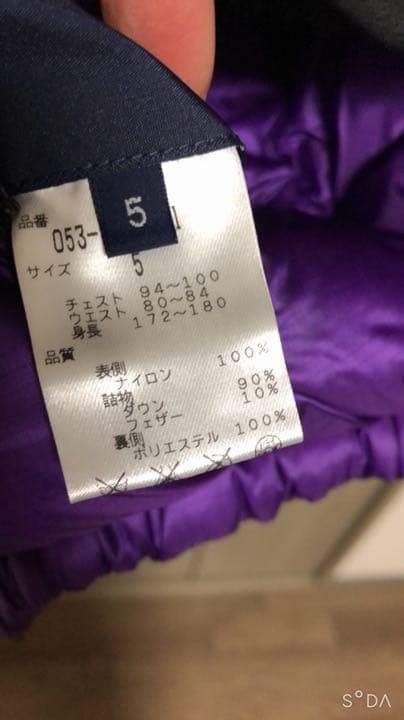 5
品番
053-
サイズ
5
チェスト 94〜100
ウエスト 80〜84
身長 172〜180
品質
表側
ナイロン 100%
詰物
ダウン 90%
フェザー 10%
裏側
ポリエステル 100%
SODA